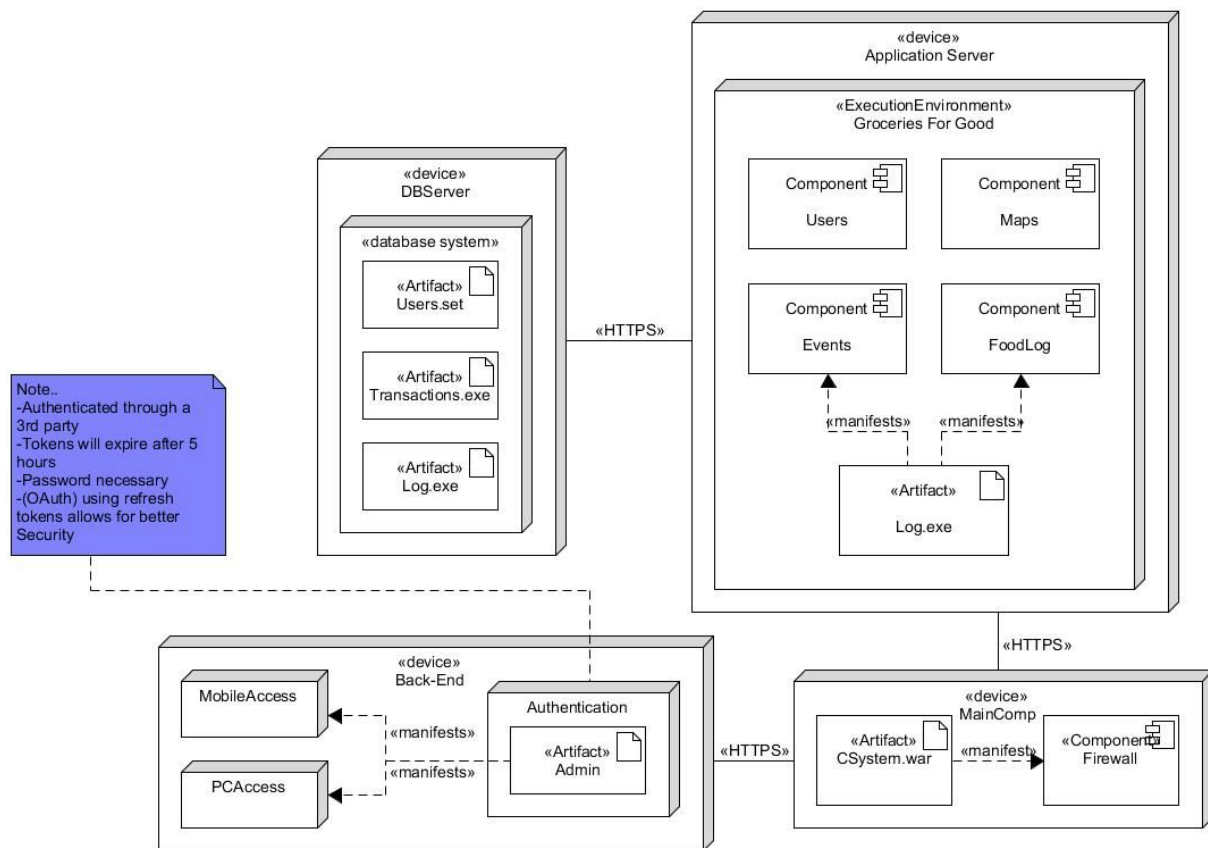 «device»
Application Server
«ExecutionEnvironment»
Groceries For Good
Component
Users
Component
Maps
Component
Events
Component
FoodLog
«manifests»
«manifests»
«Artifact»
Log.exe
«device»
DBServer
«database system»
«Artifact»
Users.set
«Artifact»
Transactions.exe
«Artifact»
Log.exe
«HTTPS»
Note..
-Authenticated through a
3rd party
-Tokens will expire after 5
hours
-Password necessary
-(OAuth) using refresh
tokens allows for better
Security
«device»
Back-End
MobileAccess
PCAccess
«manifests»
«manifests»
Authentication
«Artifact»
Admin
«HTTPS»
«HTTPS»
«device»
MainComp
«Artifact»
CSystem.war
«manifest»
«Component»
Firewall